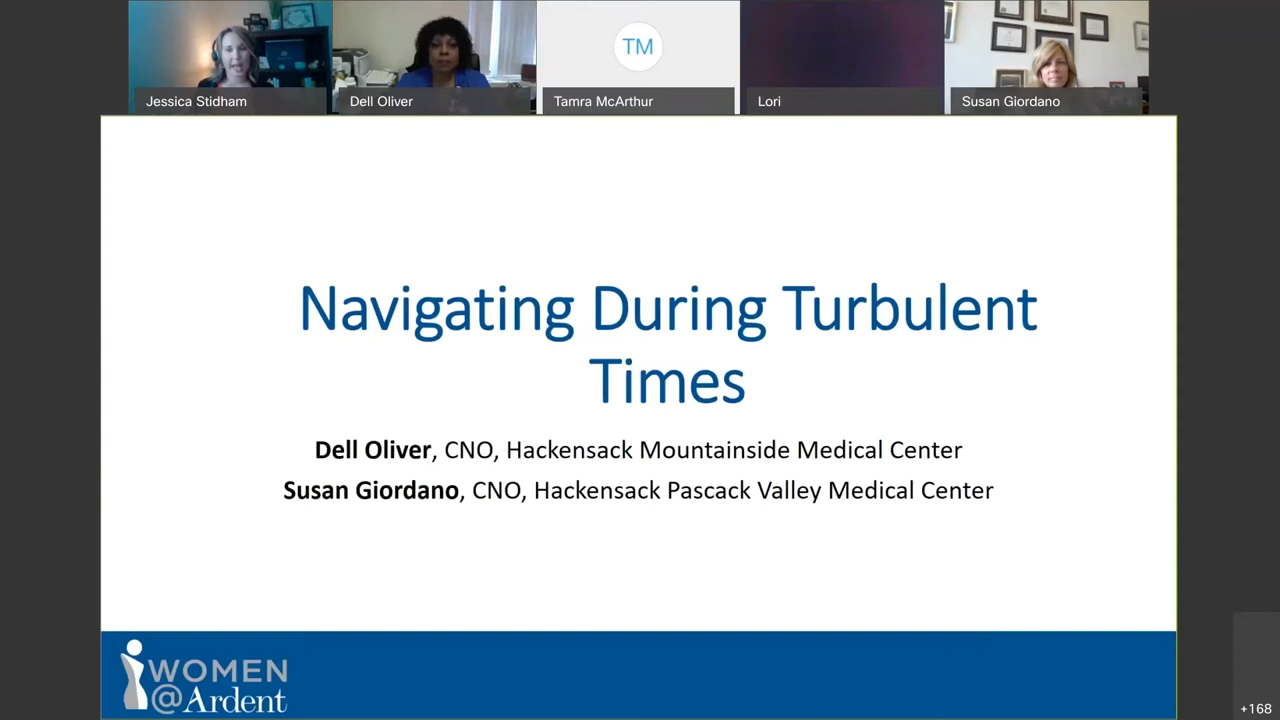 TM
Jessica Stidham
Dell Oliver
Tamra McArthur
Lori
Susan Giordano
Navigating During Turbulent
Times
Dell Oliver, CNO, Hackensack Mountainside Medical Center
Susan Giordano, CNO, Hackensack Pascack Valley Medical Center
WOMEN
@Ardent
+168